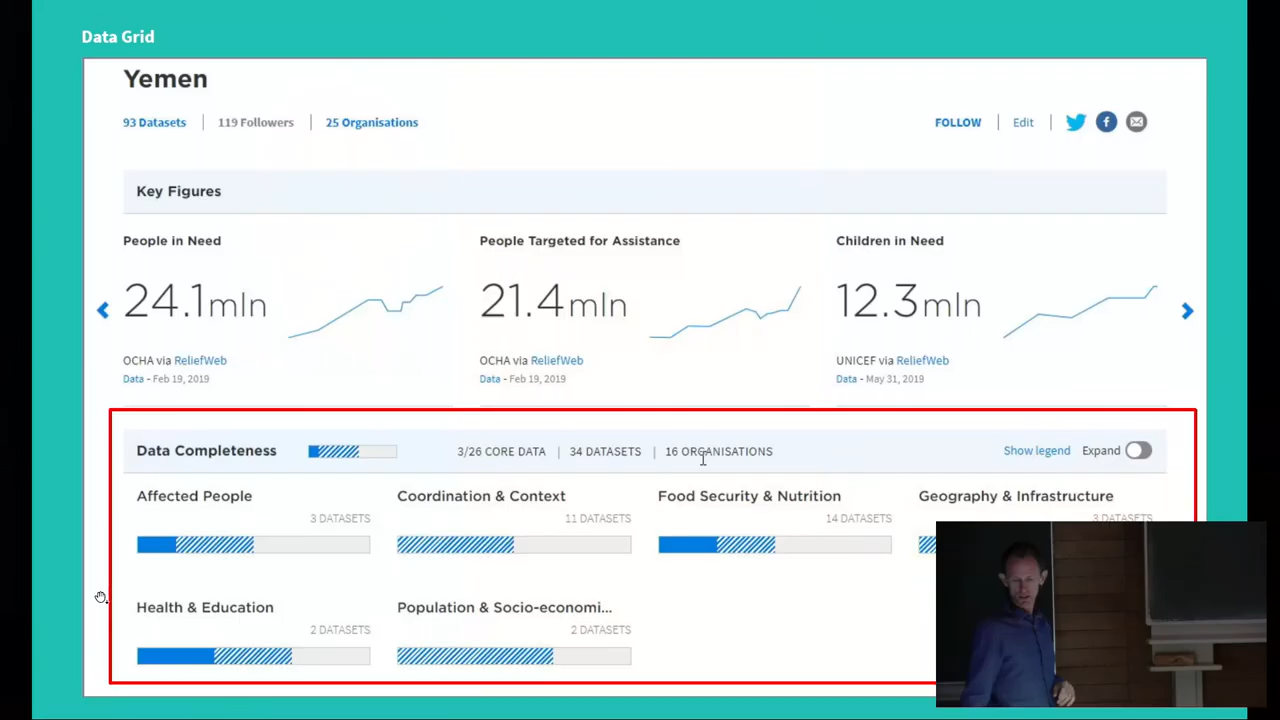 Data Grid
Yemen
93 Datasets | 119 Followers | 25 Organisations
FOLLOW | Edit |
Key Figures
People in Need
24.1mln
OCHA via ReliefWeb
Data - Feb 19, 2019
People Targeted for Assistance
21.4mln
OCHA via ReliefWeb
Data - Feb 19, 2019
Children in Need
12.3mln
UNICEF via ReliefWeb
Data - May 31, 2019
Data Completeness
3/26 CORE DATA | 34 DATASETS | 16 ORGANISATIONS
Show legend Expand
Affected People
3 DATASETS
Coordination & Context
11 DATASETS
Food Security & Nutrition
14 DATASETS
Geography & Infrastructure
3 DATASETS
Health & Education
2 DATASETS
Population & Socio-economi...
2 DATASETS